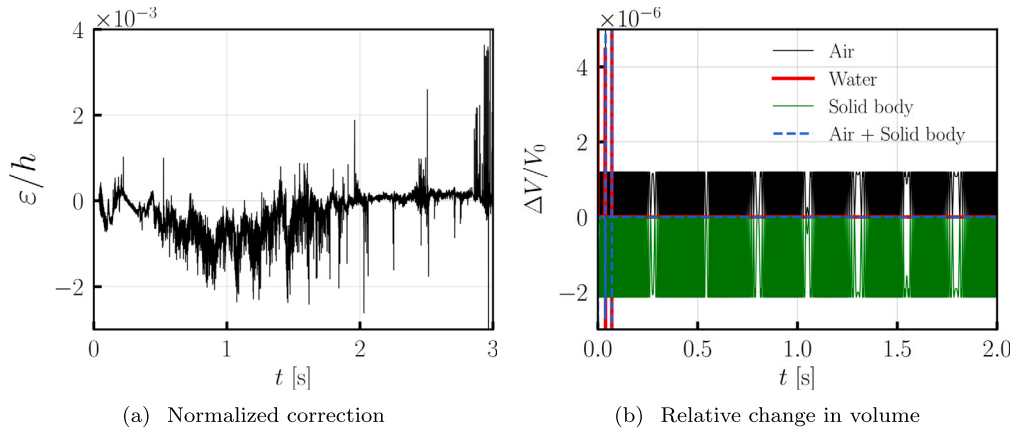 ×10⁻³
4
2
0
−2
ε/h
0 1 2 3
t [s]
(a) Normalized correction
×10⁻⁶
4
2
0
−2
ΔV/V₀
Air
Water
Solid body
Air + Solid body
0.0 0.5 1.0 1.5 2.0
t [s]
(b) Relative change in volume